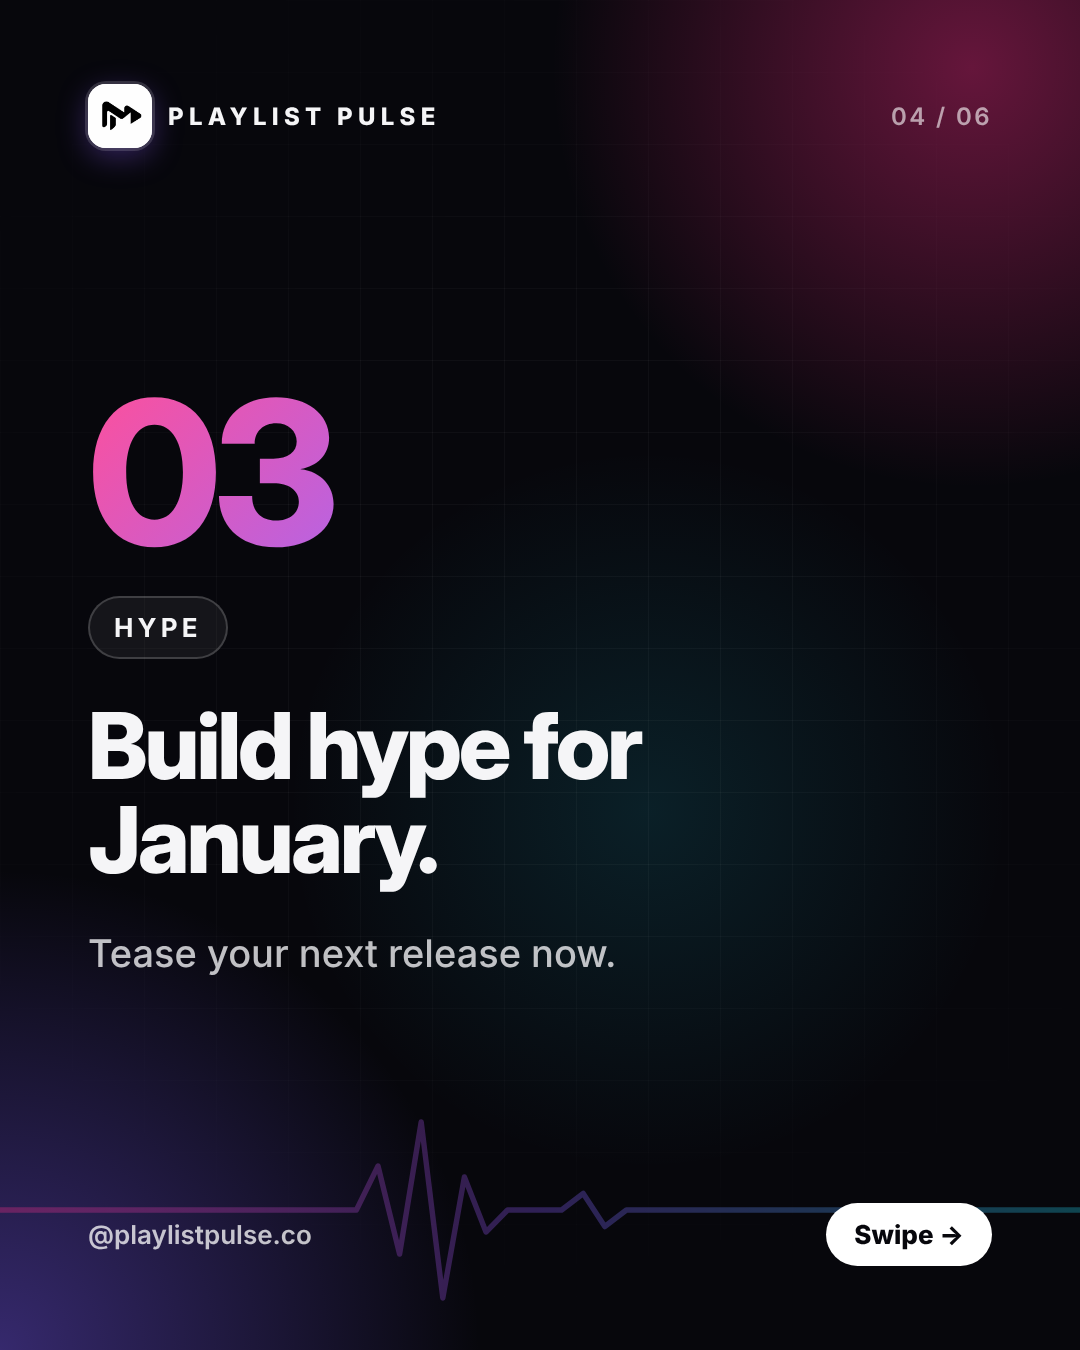 PLAYLIST PULSE
04 / 06
03
HYPE
Build hype for
January.
Tease your next release now.
@playlistpulse.co
Swipe →